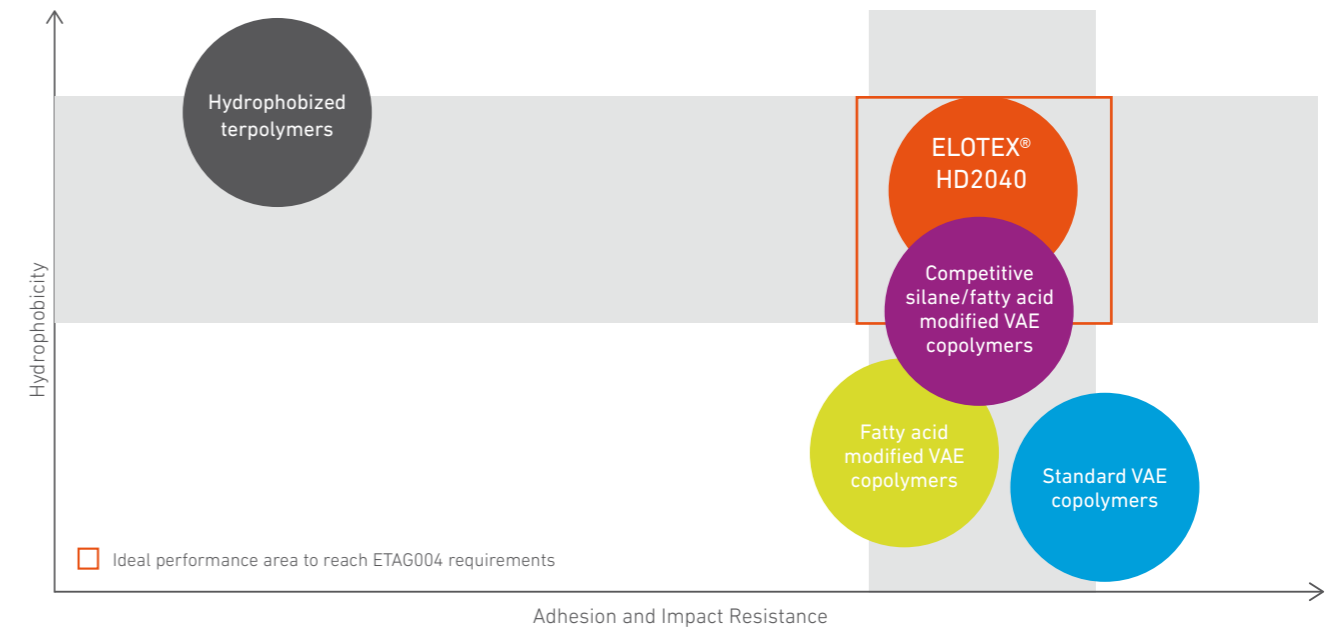 Hydrophobicity
Hydrophobized
terpolymers
ELOTEX®
HD2040
Competitive
silane/fatty acid
modified VAE
copolymers
Fatty acid
modified VAE
copolymers
Standard VAE
copolymers
Ideal performance area to reach ETAG004 requirements
Adhesion and Impact Resistance